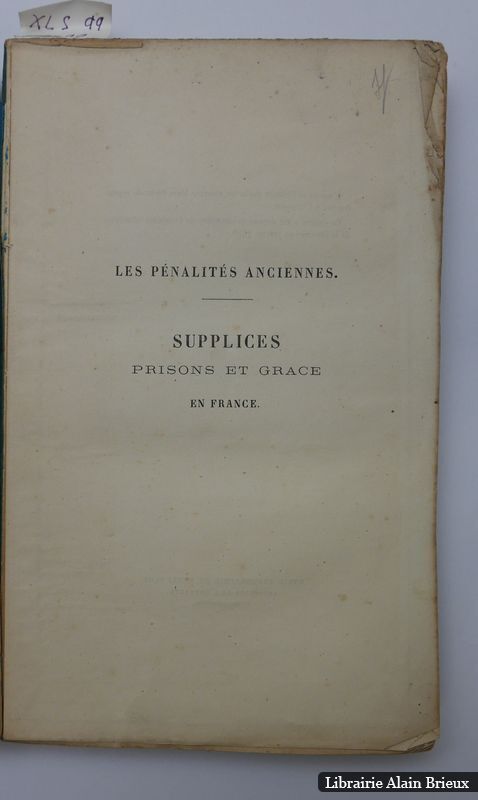 XLS 99
LES PÉNALITÉS ANCIENNES.
SUPPLICES
PRISONS ET GRACE
EN FRANCE.
Librairie Alain Brieux